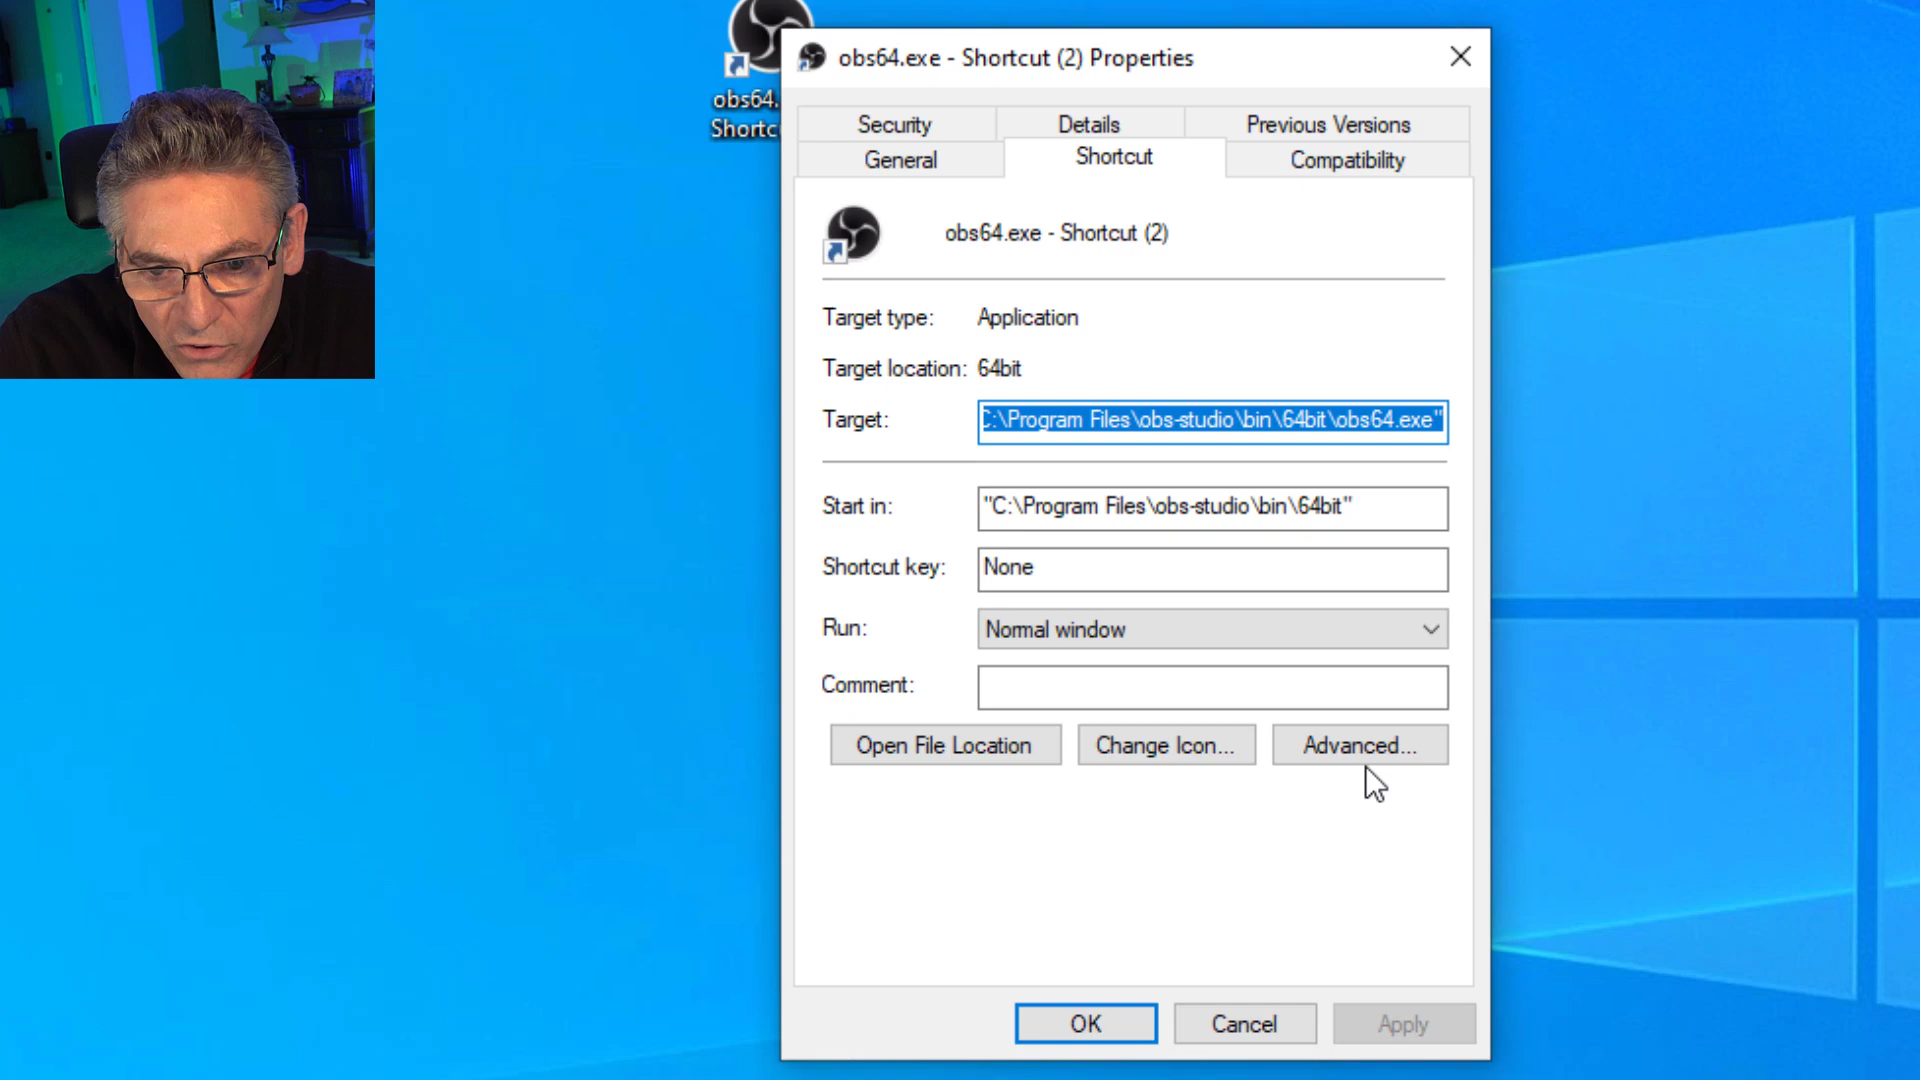 obs64.
Shortc
obs64.exe - Shortcut (2) Properties
Security Details Previous Versions
General Shortcut Compatibility
obs64.exe - Shortcut (2)
Target type: Application
Target location: 64bit
Target: C:\Program Files\obs-studio\bin\64bit\obs64.exe"
Start in: "C:\Program Files\obs-studio\bin\64bit"
Shortcut key: None
Run: Normal window
Comment:
Open File Location Change Icon... Advanced...
OK Cancel Apply